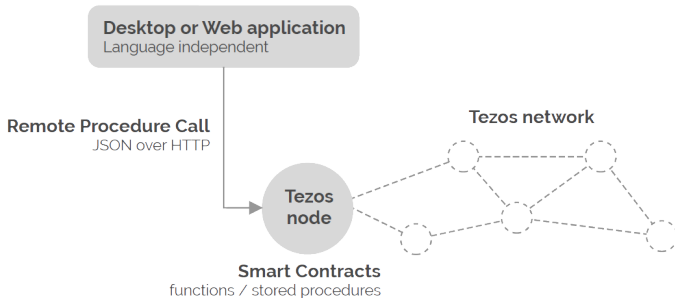 Desktop or Web application
Language independent
Remote Procedure Call
JSON over HTTP
Tezos network
Tezos
node
Smart Contracts
functions / stored procedures